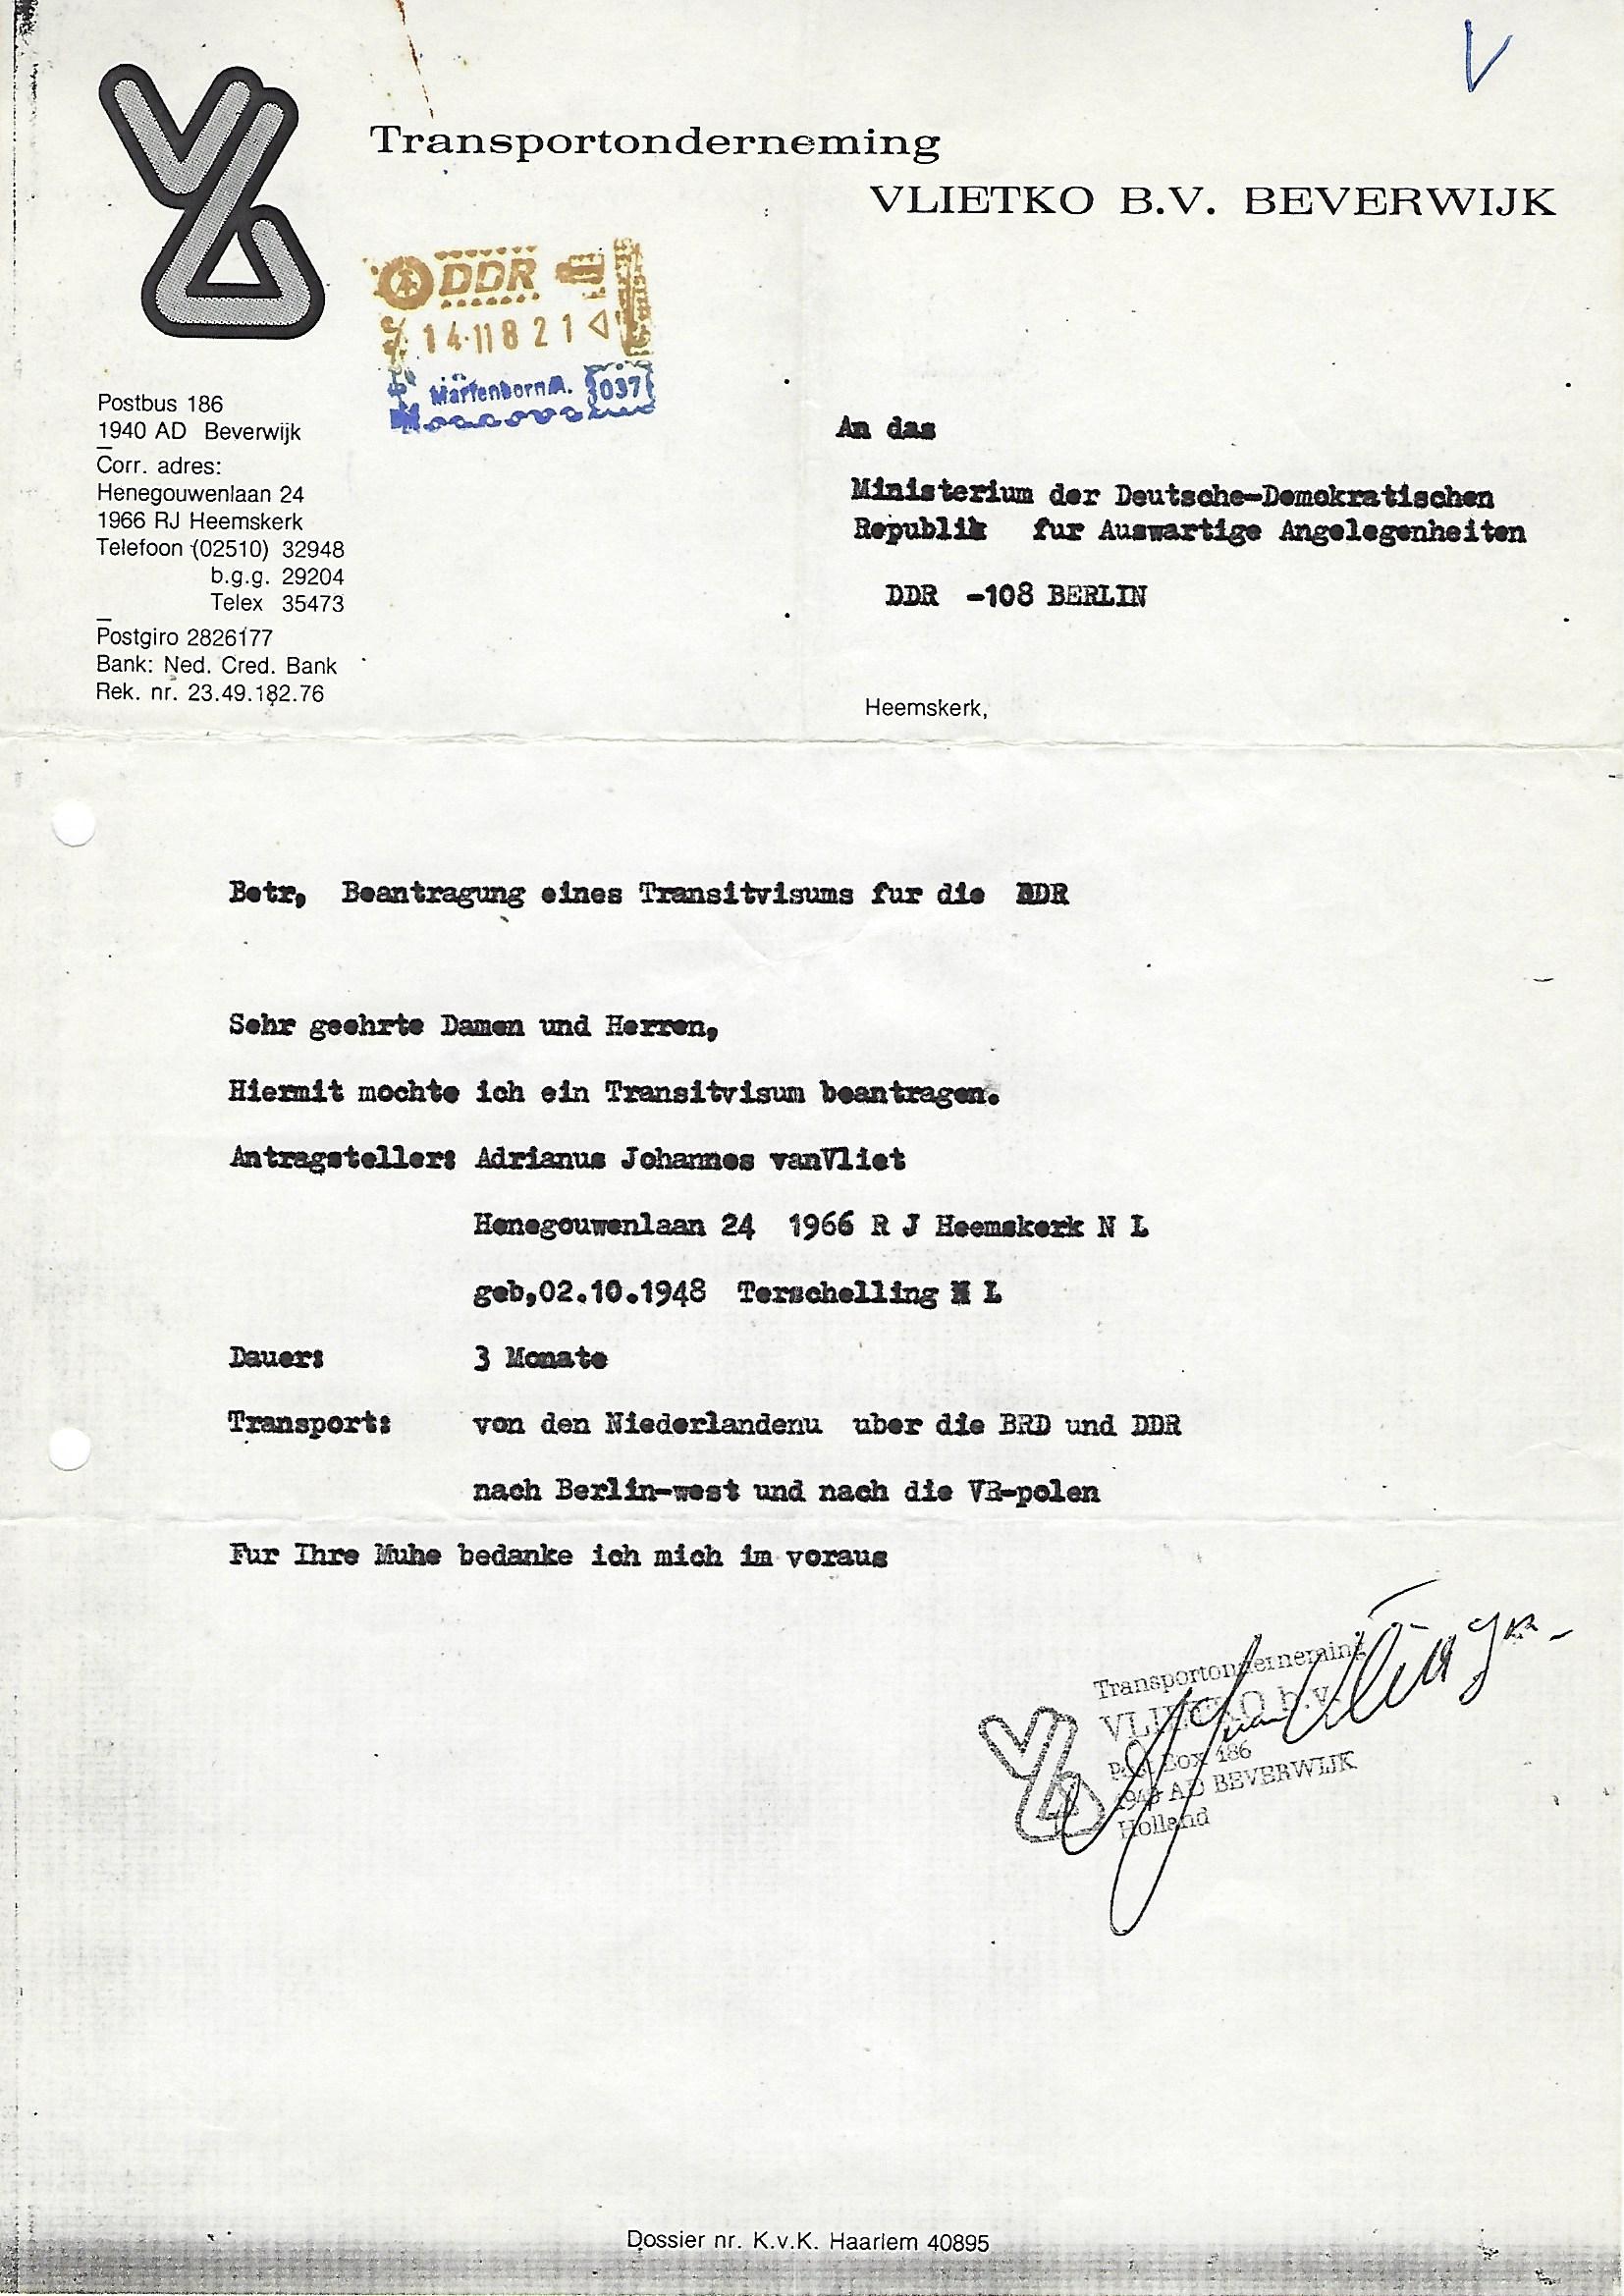 Transportonderneming
VLIETKO B.V. BEVERWIJK
DDR
14·11 8 2 1
Marienborn/A. 037
Postbus 186
1940 AD Beverwijk
Corr. adres:
Henegouwenlaan 24
1966 RJ Heemskerk
Telefoon (02510) 32948
b.g.g. 29204
Telex 35473
Postgiro 2826177
Bank: Ned. Cred. Bank
Rek. nr. 23.49.182.76
An das
Ministerium der Deutsche-Demokratischen
Republik fur Auswartige Angelegenheiten
DDR -108 BERLIN
Heemskerk,
Betr, Beantragung eines Transitvisums fur die DDR
Sehr geehrte Damen und Herren,
Hiermit mochte ich ein Transitvisum beantragen.
Antragsteller: Adrianus Johannes vanVliet
Henegouwenlaan 24 1966 R J Heemskerk N L
geb,02.10.1948 Terschelling N L
Dauer: 3 Monate
Transport: von den Niederlandenu uber die BRD und DDR
nach Berlin-west und nach die VR-polen
Fur Ihre Muhe bedanke ich mich im voraus
Transportonderneming
VLIETKO b.v.
P.O. Box 186
1940 AD BEVERWIJK
Holland
Dossier nr. K.v.K. Haarlem 40895